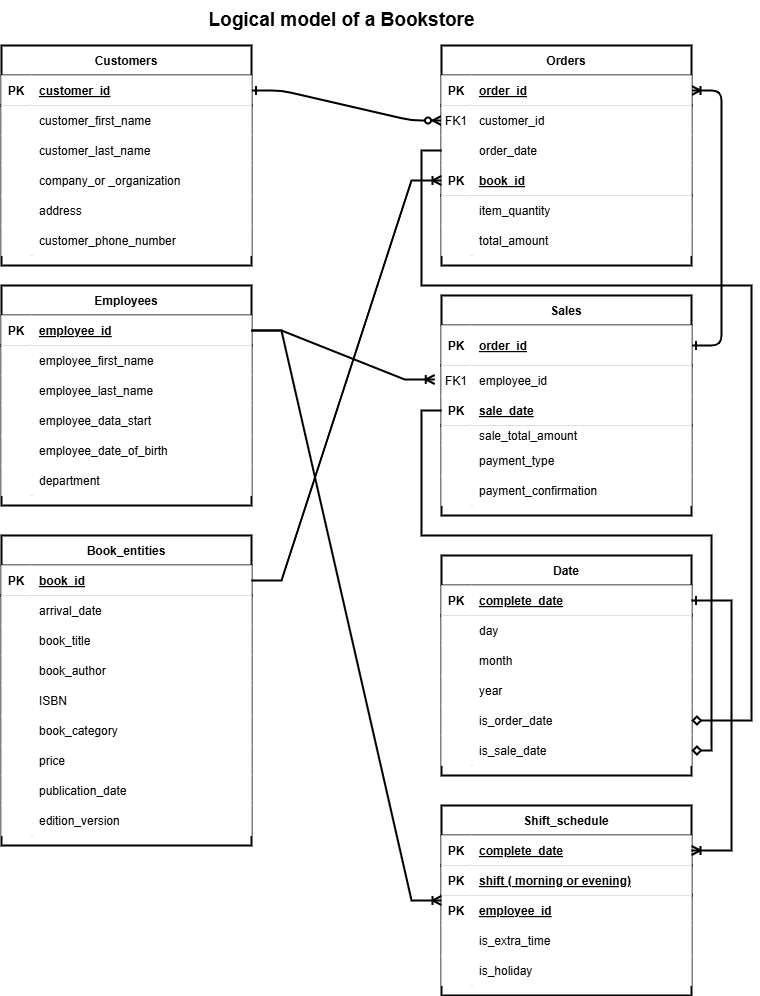 Logical model of a Bookstore
Customers
PK customer_id
customer_first_name
customer_last_name
company_or _organization
address
customer_phone_number
Employees
PK employee_id
employee_first_name
employee_last_name
employee_data_start
employee_date_of_birth
department
Book_entities
PK book_id
arrival_date
book_title
book_author
ISBN
book_category
price
publication_date
edition_version
Orders
PK order_id
FK1 customer_id
order_date
PK book_id
item_quantity
total_amount
Sales
PK order_id
FK1 employee_id
PK sale_date
sale_total_amount
payment_type
payment_confirmation
Date
PK complete_date
day
month
year
is_order_date
is_sale_date
Shift_schedule
PK complete_date
PK shift ( morning or evening)
PK employee_id
is_extra_time
is_holiday